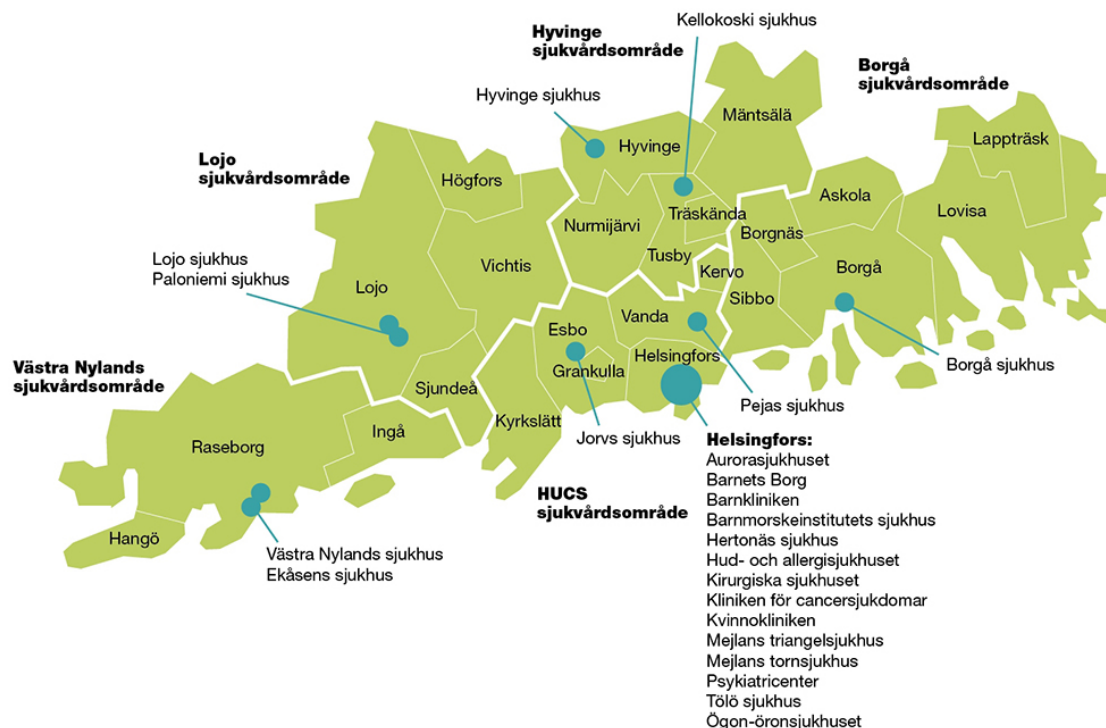 Kellokoski sjukhus
Hyvinge
sjukvårdsområde
Borgå
sjukvårdsområde
Hyvinge sjukhus
Mäntsälä
Lappträsk
Hyvinge
Lojo
sjukvårdsområde
Högfors
Askola
Träskända
Lovisa
Nurmijärvi
Borgnäs
Tusby
Lojo sjukhus
Paloniemi sjukhus
Vichtis
Kervo
Borgå
Lojo
Sibbo
Vanda
Esbo
Helsingfors
Västra Nylands
sjukvårdsområde
Grankulla
Borgå sjukhus
Sjundeå
Pejas sjukhus
Kyrkslätt
Ingå
Jorvs sjukhus
Raseborg
HUCS
sjukvårdsområde
Hangö
Västra Nylands sjukhus
Ekåsens sjukhus
Helsingfors:
Aurorasjukhuset
Barnets Borg
Barnkliniken
Barnmorskeinstitutets sjukhus
Hertonäs sjukhus
Hud- och allergisjukhuset
Kirurgiska sjukhuset
Kliniken för cancersjukdomar
Kvinnokliniken
Mejlans triangelsjukhus
Mejlans tornsjukhus
Psykiatricenter
Tölö sjukhus
Ögon-öronsjukhuset